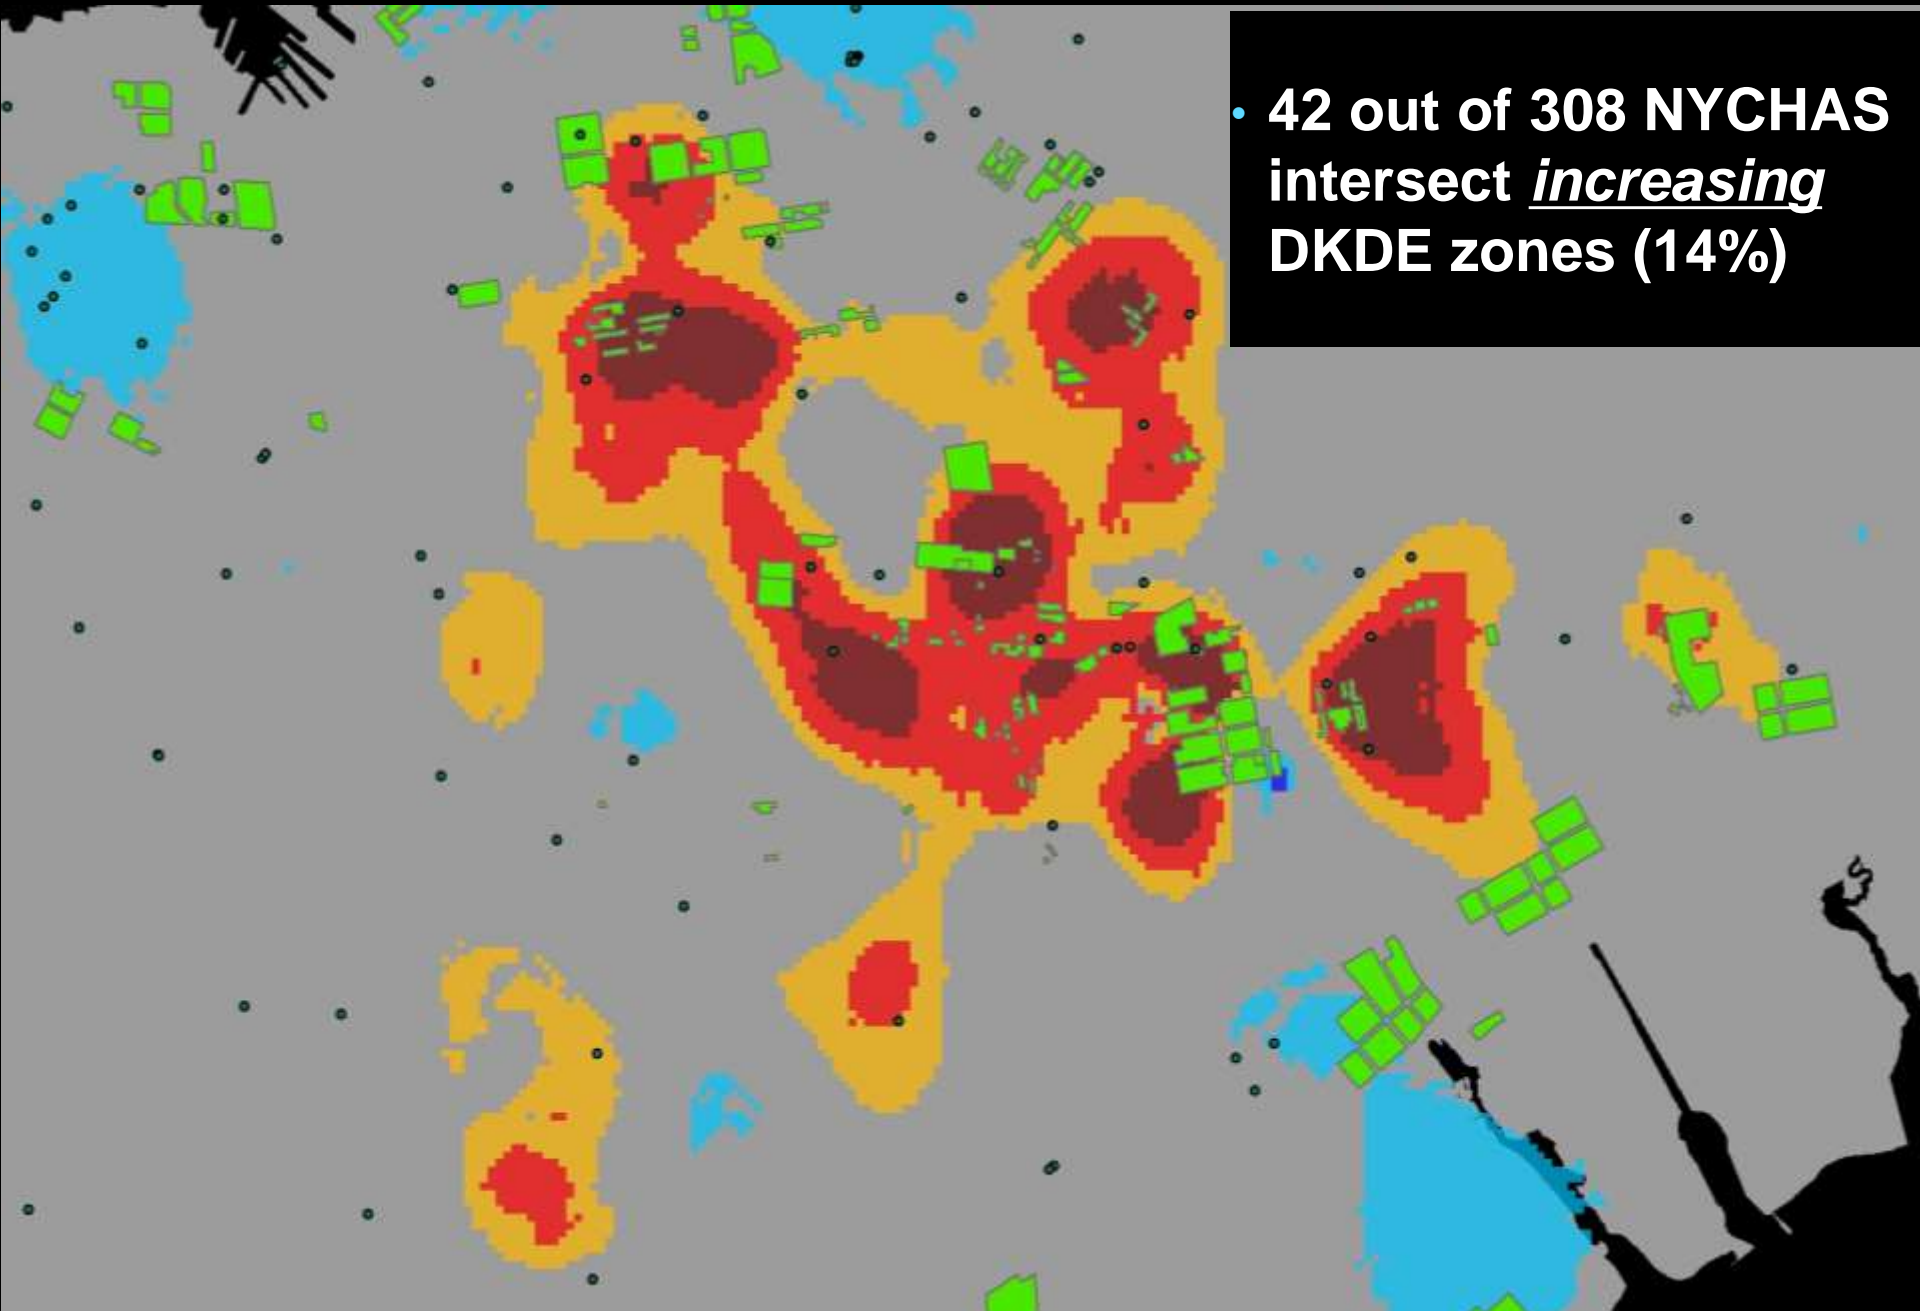 • 42 out of 308 NYCHAS
intersect increasing
DKDE zones (14%)